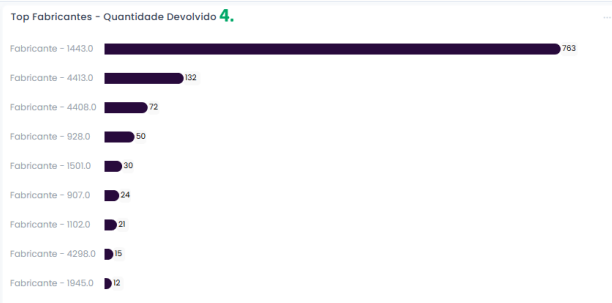 Top Fabricantes - Quantidade Devolvido 4.
Fabricante - 1443.0 763
Fabricante - 4413.0 132
Fabricante - 4408.0 72
Fabricante - 928.0 50
Fabricante - 1501.0 30
Fabricante - 907.0 24
Fabricante - 1102.0 21
Fabricante - 4298.0 15
Fabricante - 1945.0 12